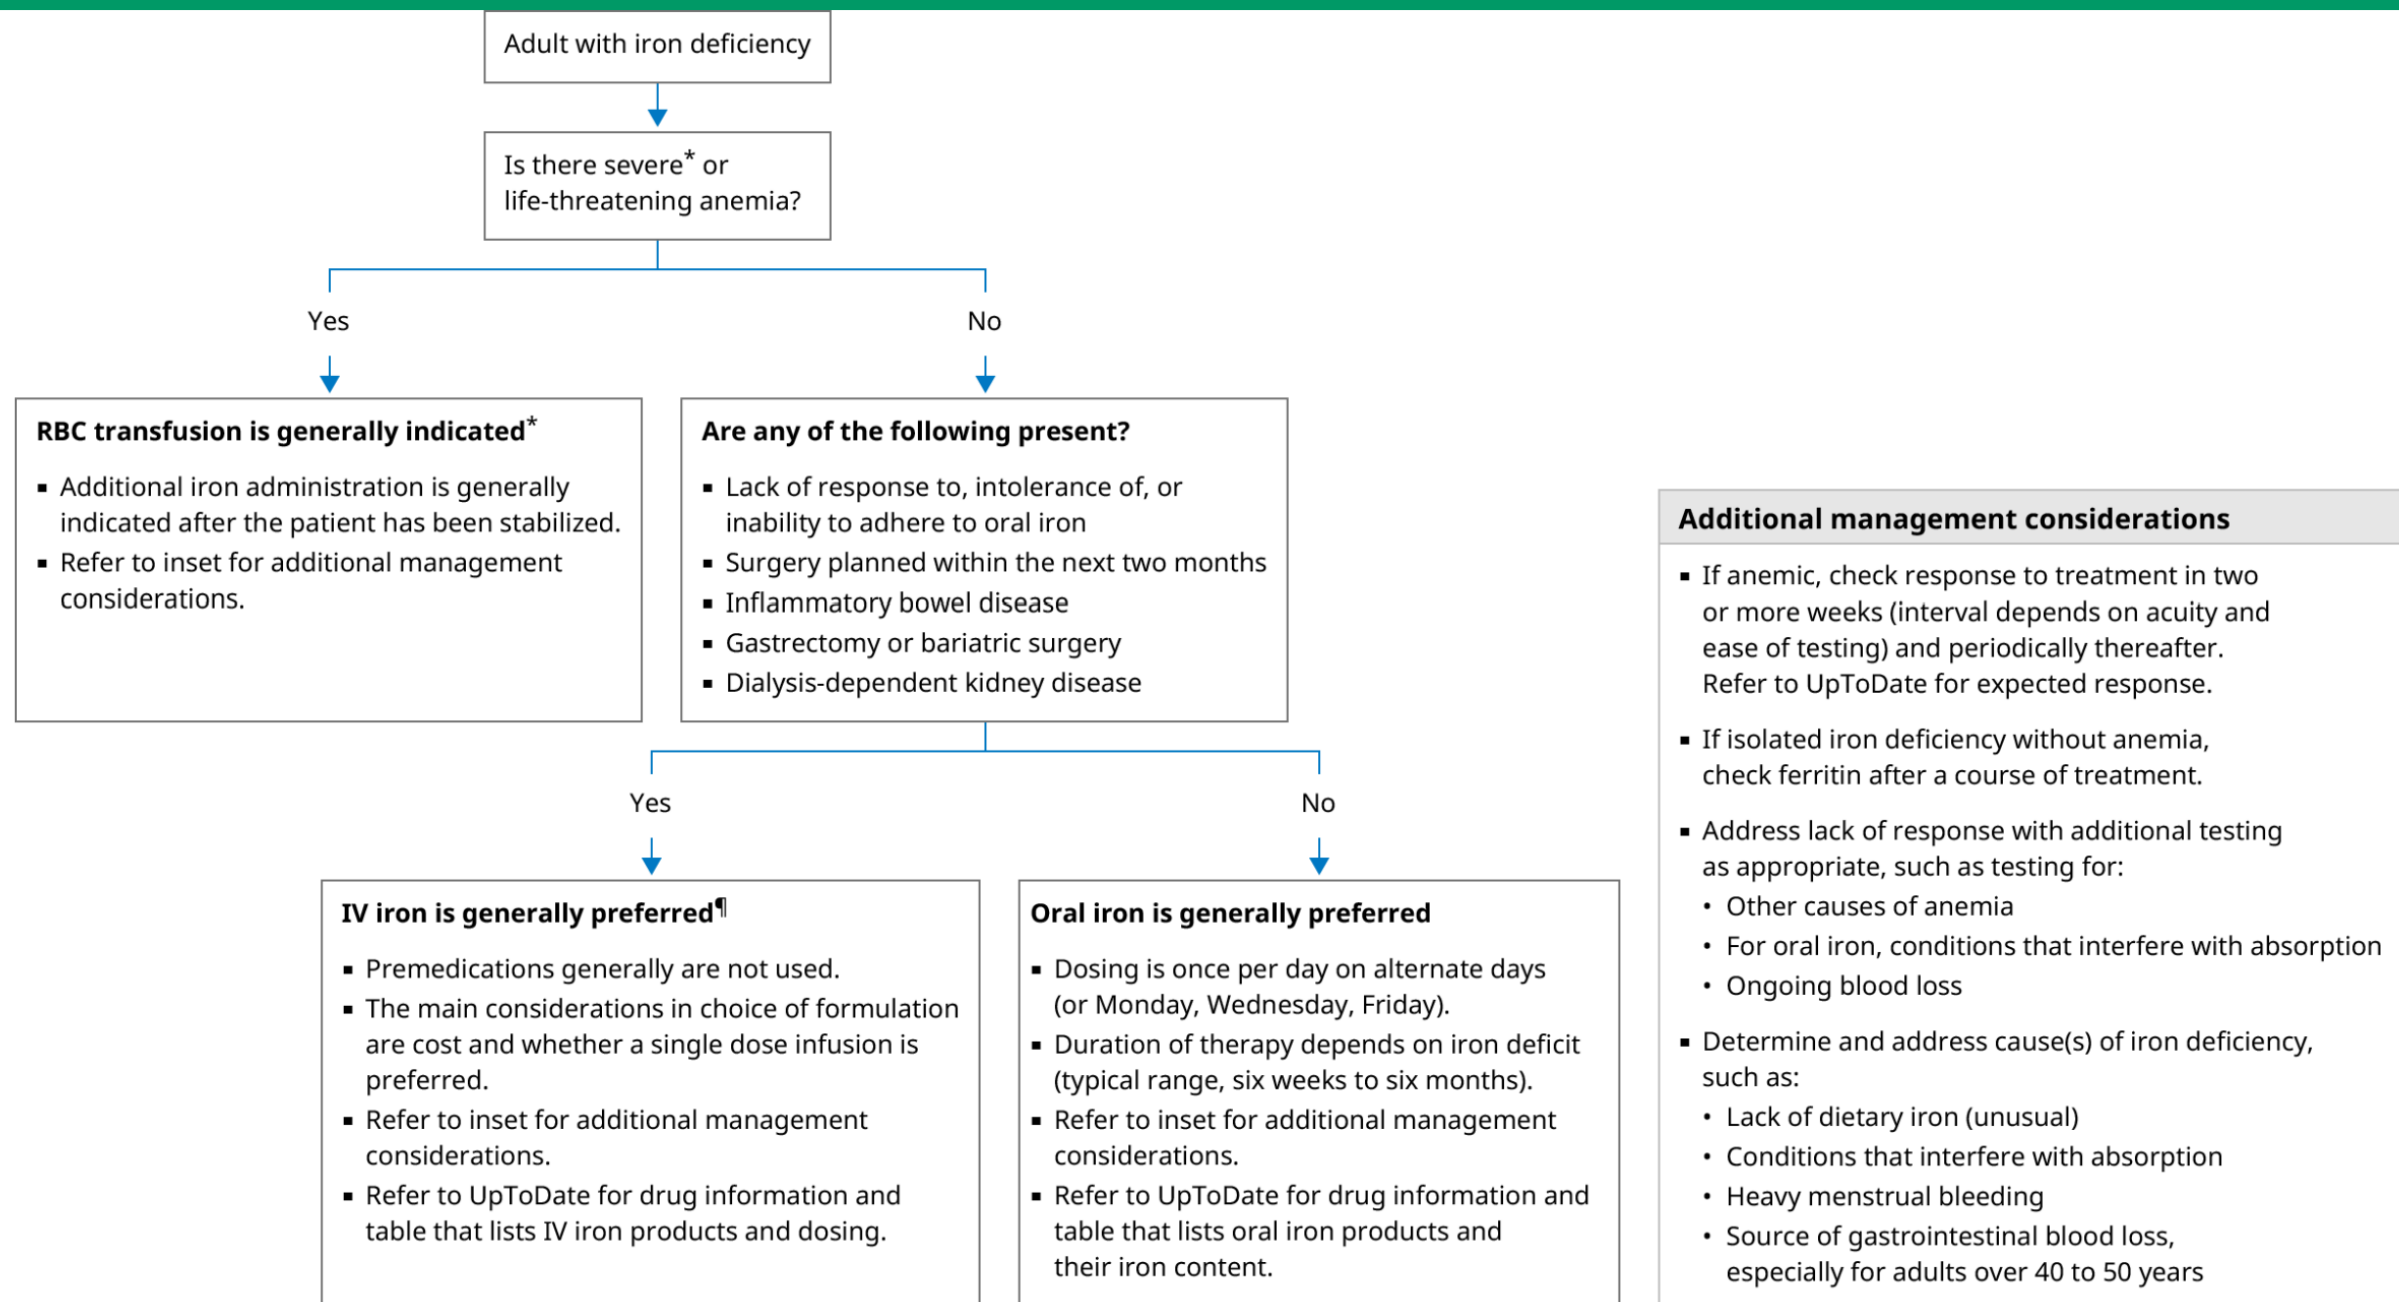 Adult with iron deficiency
Is there severe* or
life-threatening anemia?
Yes
No
RBC transfusion is generally indicated*
▪ Additional iron administration is generally
indicated after the patient has been stabilized.
▪ Refer to inset for additional management
considerations.
Are any of the following present?
▪ Lack of response to, intolerance of, or
inability to adhere to oral iron
▪ Surgery planned within the next two months
▪ Inflammatory bowel disease
▪ Gastrectomy or bariatric surgery
▪ Dialysis-dependent kidney disease
Yes
No
IV iron is generally preferred¶
▪ Premedications generally are not used.
▪ The main considerations in choice of formulation
are cost and whether a single dose infusion is
preferred.
▪ Refer to inset for additional management
considerations.
▪ Refer to UpToDate for drug information and
table that lists IV iron products and dosing.
Oral iron is generally preferred
▪ Dosing is once per day on alternate days
(or Monday, Wednesday, Friday).
▪ Duration of therapy depends on iron deficit
(typical range, six weeks to six months).
▪ Refer to inset for additional management
considerations.
▪ Refer to UpToDate for drug information and
table that lists oral iron products and
their iron content.
Additional management considerations
▪ If anemic, check response to treatment in two
or more weeks (interval depends on acuity and
ease of testing) and periodically thereafter.
Refer to UpToDate for expected response.
▪ If isolated iron deficiency without anemia,
check ferritin after a course of treatment.
▪ Address lack of response with additional testing
as appropriate, such as testing for:
• Other causes of anemia
• For oral iron, conditions that interfere with absorption
• Ongoing blood loss
▪ Determine and address cause(s) of iron deficiency,
such as:
• Lack of dietary iron (unusual)
• Conditions that interfere with absorption
• Heavy menstrual bleeding
• Source of gastrointestinal blood loss,
especially for adults over 40 to 50 years